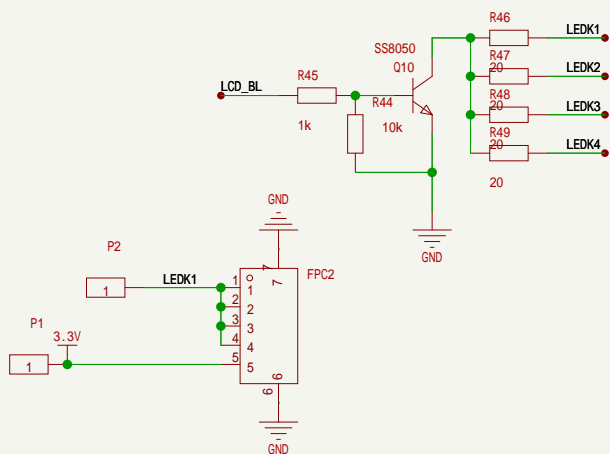 R46
LEDK1
SS8050
Q10
R47
20
LEDK2
R45
LCD_BL
R44
R48
20
LEDK3
1k
10k
R49
20
LEDK4
20
GND
GND
P2
7
7
FPC2
LEDK1
1
1
1
2
2
P1
3
3
3.3V
4
4
1
5
5
6
6
GND